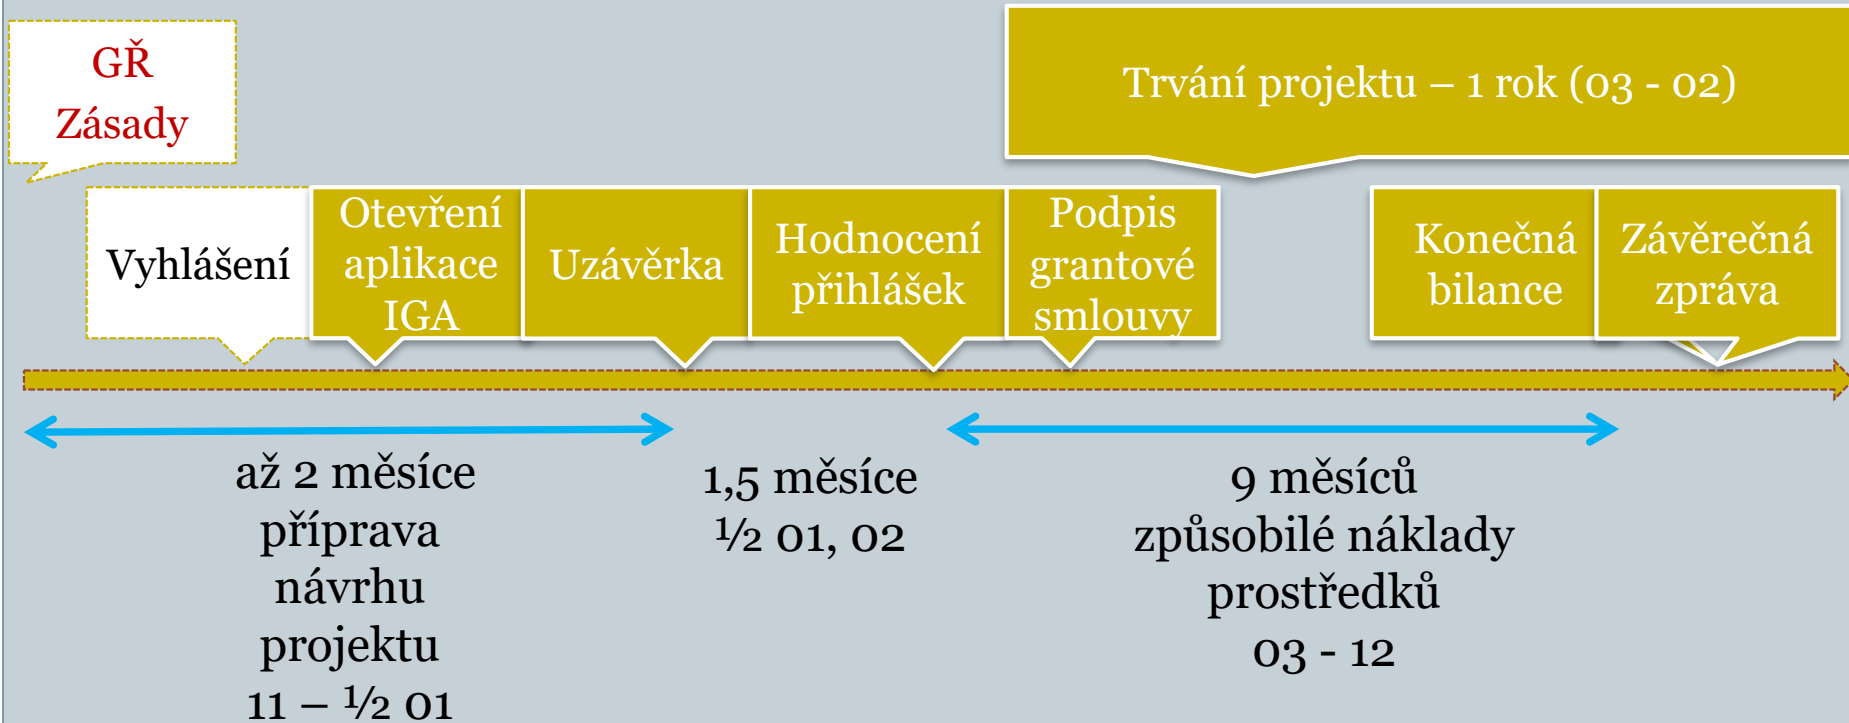 GŘ
Zásady
Trvání projektu – 1 rok (03 - 02)
Vyhlášení
Otevření
aplikace
IGA
Uzávěrka
Hodnocení
přihlášek
Podpis
grantové
smlouvy
Konečná
bilance
Závěrečná
zpráva
až 2 měsíce
příprava
návrhu
projektu
11 – ½ 01
1,5 měsíce
½ 01, 02
9 měsíců
způsobilé náklady
prostředků
03 - 12